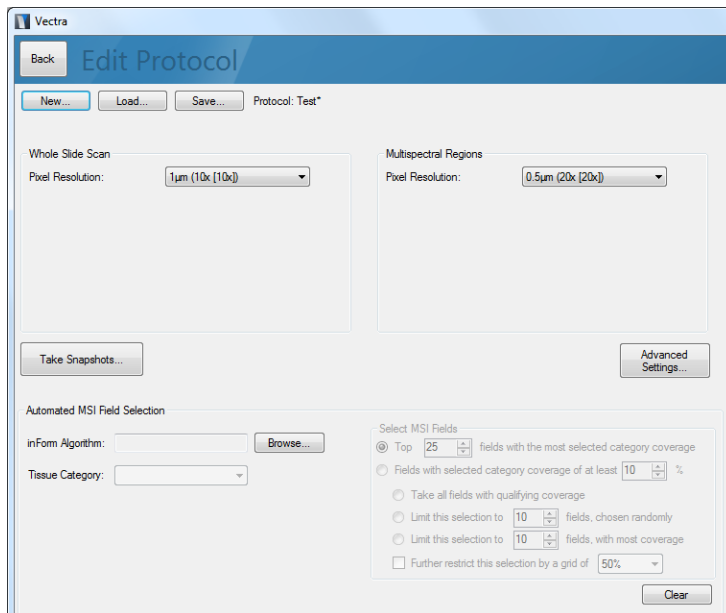 Vectra
Back
Edit Protocol
New...
Load...
Save...
Protocol: Test*
Whole Slide Scan
Pixel Resolution:
1µm (10x [10x])
Multispectral Regions
Pixel Resolution:
0.5µm (20x [20x])
Take Snapshots...
Advanced
Settings...
Automated MSI Field Selection
inForm Algorithm:
Browse...
Tissue Category:
Select MSI Fields
Top 25 fields with the most selected category coverage
Fields with selected category coverage of at least 10 %
Take all fields with qualifying coverage
Limit this selection to 10 fields, chosen randomly
Limit this selection to 10 fields, with most coverage
Further restrict this selection by a grid of 50%
Clear